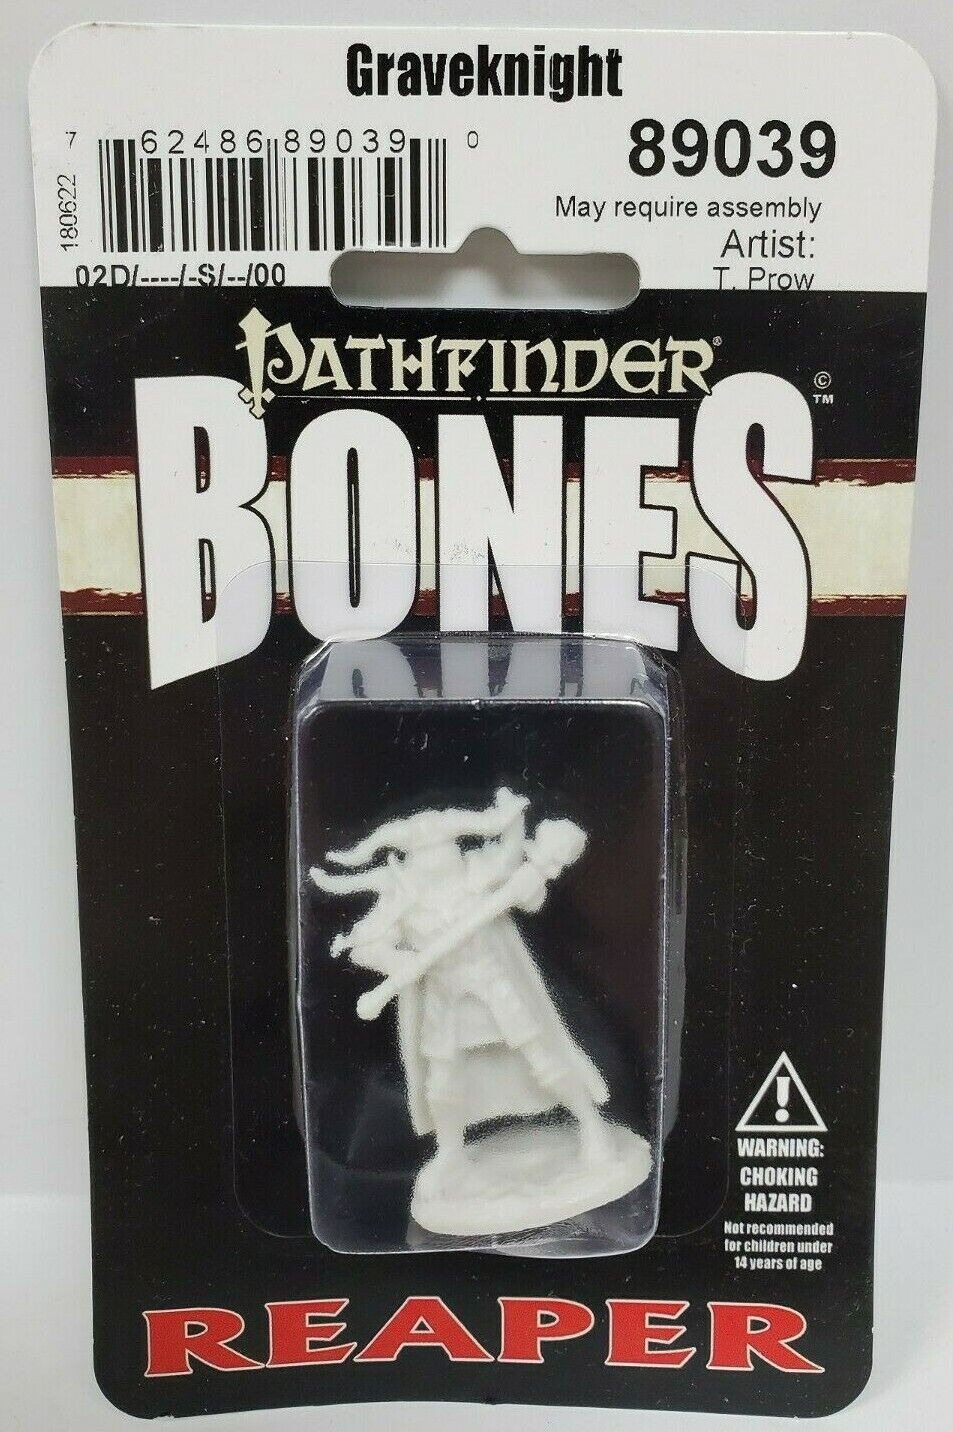 Graveknight
7 62486 89039 0
89039
180622
May require assembly
Artist:
02D/----/-S/--/00
T. Prow
PATHFINDER®
BONES
©
TM
WARNING:
CHOKING
HAZARD
Not recommended
for children under
14 years of age
REAPER